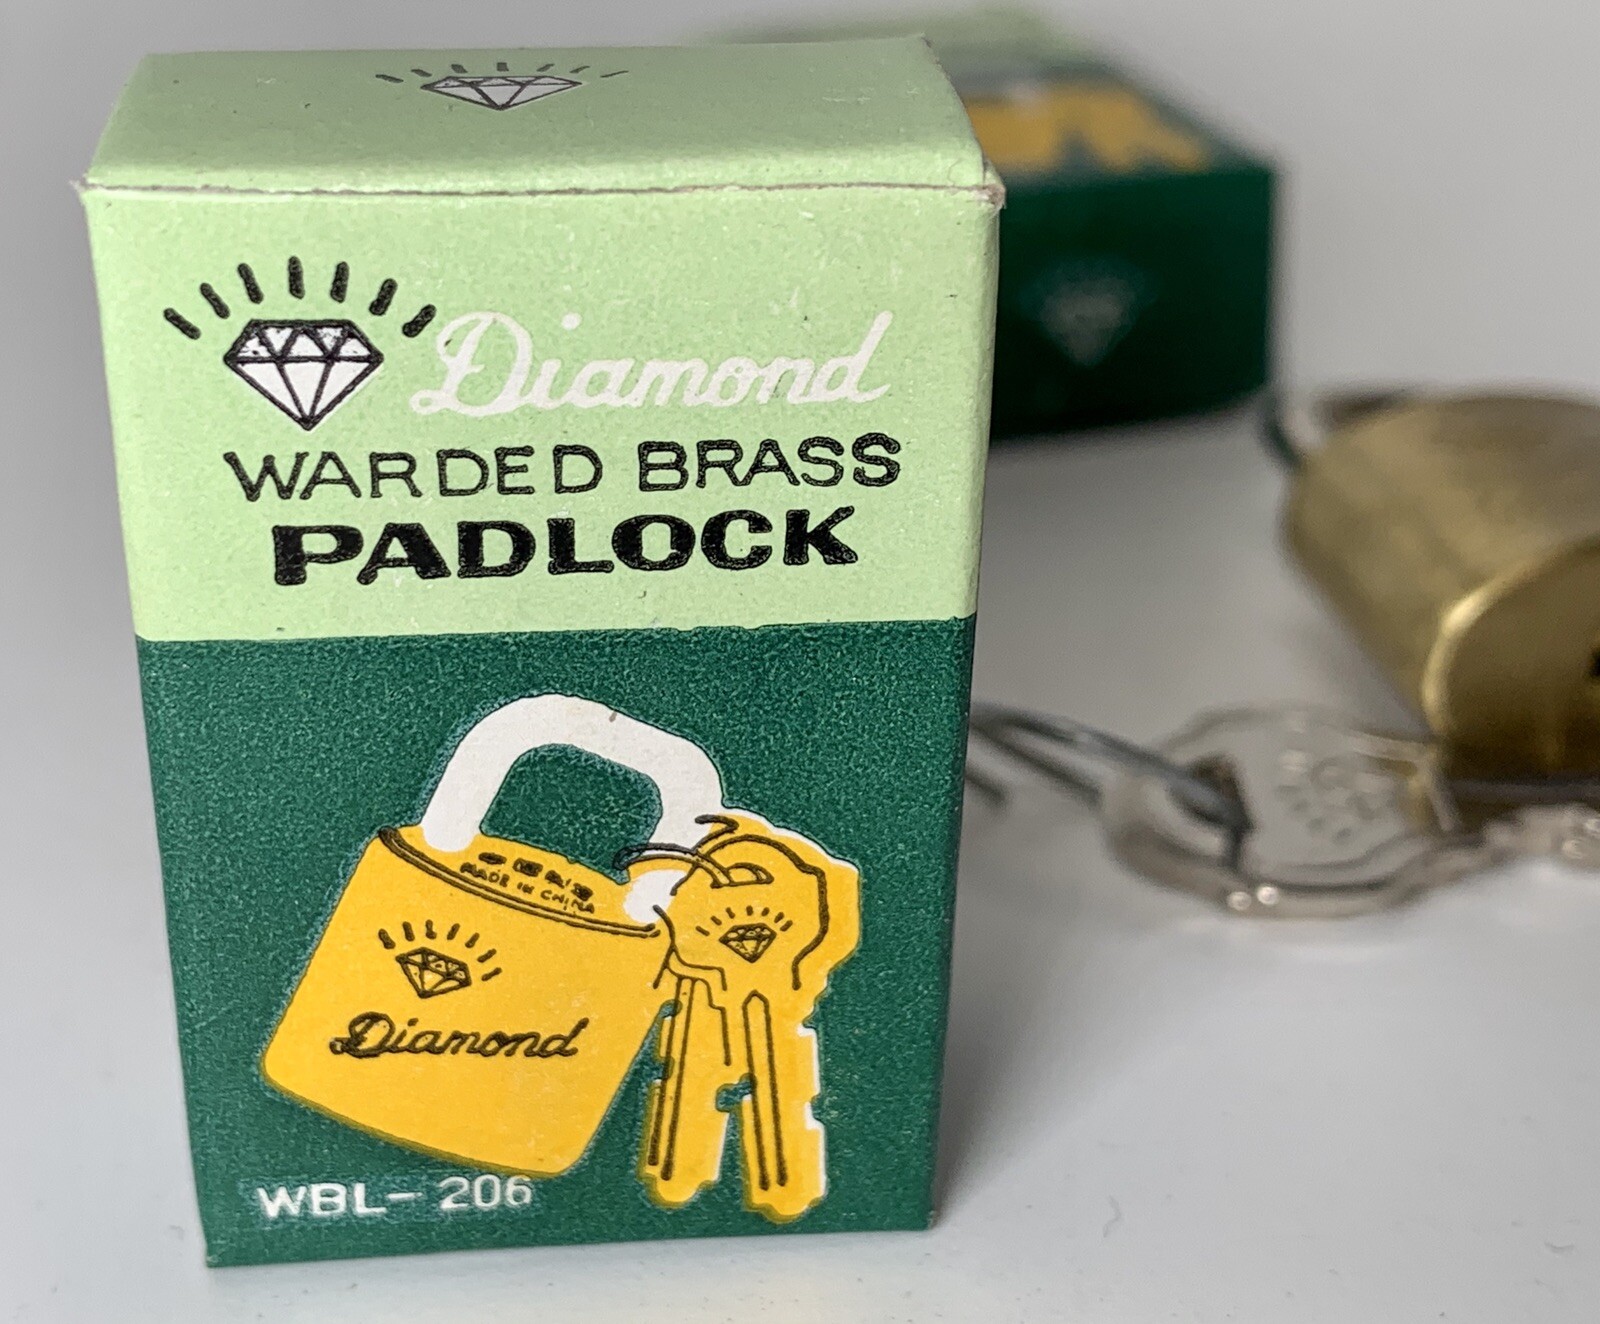 Diamond
WARDED BRASS
PADLOCK
MADE IN CHINA
Diamond
WBL-206